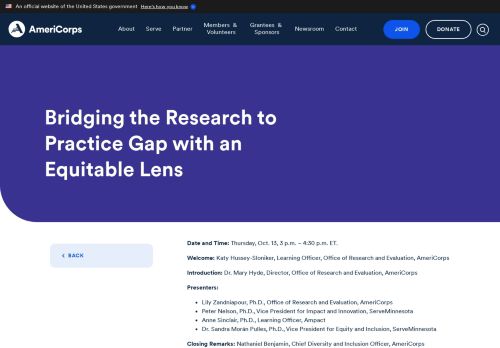 An official website of the United States government Here's how you know
AmeriCorps
About Serve Partner Members & Volunteers Grantees & Sponsors Newsroom Contact JOIN DONATE
Bridging the Research to
Practice Gap with an
Equitable Lens
BACK
Date and Time: Thursday, Oct. 13, 3 p.m. – 4:30 p.m. ET.
Welcome: Katy Hussey-Sloniker, Learning Officer, Office of Research and Evaluation, AmeriCorps
Introduction: Dr. Mary Hyde, Director, Office of Research and Evaluation, AmeriCorps
Presenters:
Lily Zandniapour, Ph.D., Office of Research and Evaluation, AmeriCorps
Peter Nelson, Ph.D., Vice President for Impact and Innovation, ServeMinnesota
Anne Sinclair, Ph.D., Learning Officer, Ampact
Dr. Sandra Morán Pulles, Ph.D., Vice President for Equity and Inclusion, ServeMinnesota
Closing Remarks: Nathaniel Benjamin, Chief Diversity and Inclusion Officer, AmeriCorps